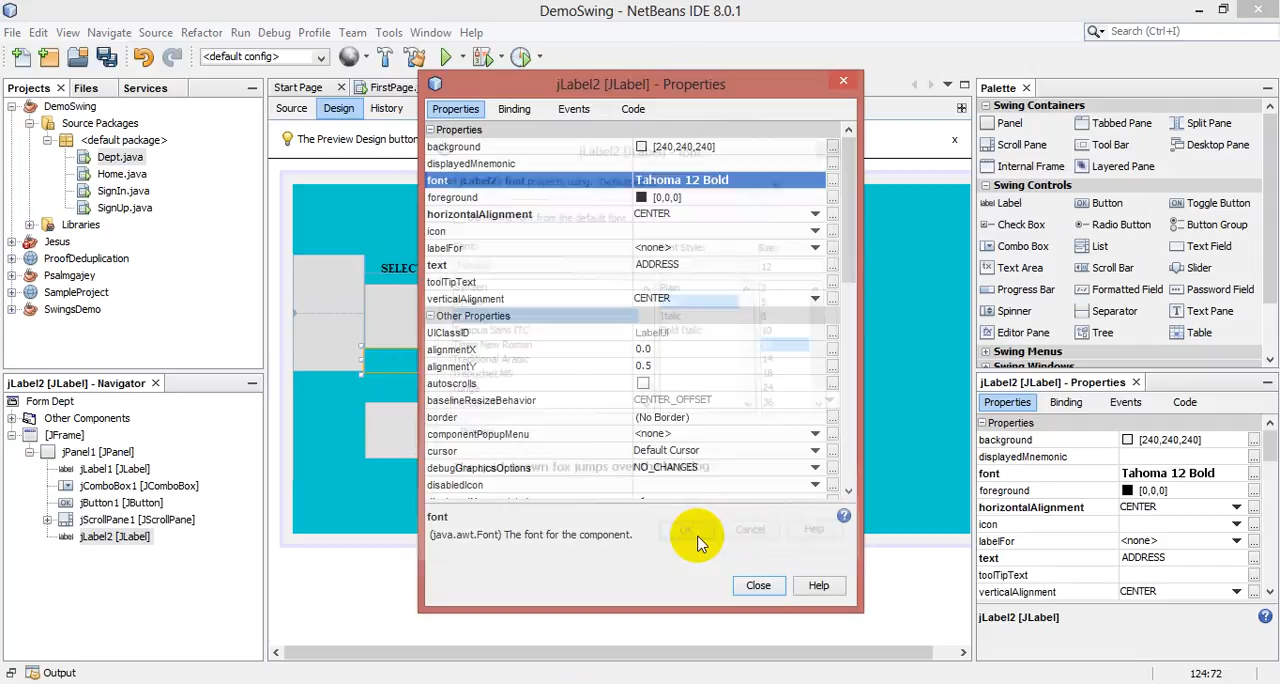 DemoSwing - NetBeans IDE 8.0.1
File Edit View Navigate Source Refactor Run Debug Profile Team Tools Window Help
Search (Ctrl+I)
<default config>
Projects Files Services
DemoSwing
Source Packages
<default package>
Dept.java
Home.java
SignIn.java
SignUp.java
Libraries
Jesus
ProofDeduplication
Psalmgajey
SampleProject
SwingsDemo
jLabel2 [JLabel] - Navigator
Form Dept
Other Components
[JFrame]
jPanel1 [JPanel]
jLabel1 [JLabel]
jComboBox1 [JComboBox]
jButton1 [JButton]
jScrollPane1 [JScrollPane]
jLabel2 [JLabel]
Output
Start Page FirstPage.
Source Design History
The Preview Design button
SELECT
jLabel2 [JLabel] - Properties
Properties Binding Events Code
Properties
background [240,240,240]
displayedMnemonic
font Tahoma 12 Bold
foreground [0,0,0]
horizontalAlignment CENTER
icon
labelFor <none>
text ADDRESS
toolTipText
verticalAlignment CENTER
Other Properties
UIClassID LabelUI
alignmentX 0.0
alignmentY 0.5
autoscrolls
baselineResizeBehavior CENTER_OFFSET
border (No Border)
componentPopupMenu <none>
cursor Default Cursor
debugGraphicsOptions NO_CHANGES
disabledIcon
font
(java.awt.Font) The font for the component.
OK Cancel Help
Close Help
Palette
Swing Containers
Panel Tabbed Pane Split Pane
Scroll Pane Tool Bar Desktop Pane
Internal Frame Layered Pane
Swing Controls
Label Button Toggle Button
Check Box Radio Button Button Group
Combo Box List Text Field
Text Area Scroll Bar Slider
Progress Bar Formatted Field Password Field
Spinner Separator Text Pane
Editor Pane Tree Table
Swing Menus
Swing Windows
jLabel2 [JLabel] - Properties
Properties Binding Events Code
Properties
background [240,240,240]
displayedMnemonic
font Tahoma 12 Bold
foreground [0,0,0]
horizontalAlignment CENTER
icon
labelFor <none>
text ADDRESS
toolTipText
verticalAlignment CENTER
jLabel2 [JLabel]
124:72